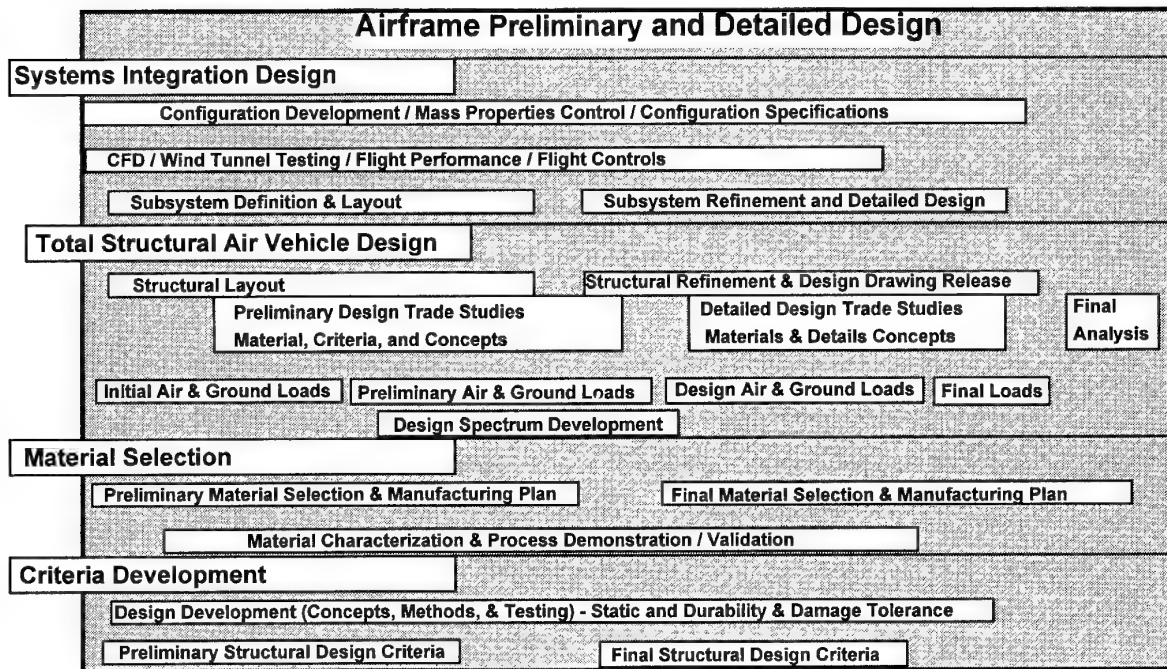 Airframe Preliminary and Detailed Design
Systems Integration Design
Configuration Development / Mass Properties Control / Configuration Specifications
CFD / Wind Tunnel Testing / Flight Performance / Flight Controls
Subsystem Definition & Layout
Subsystem Refinement and Detailed Design
Total Structural Air Vehicle Design
Structural Layout
Structural Refinement & Design Drawing Release
Preliminary Design Trade Studies
Material, Criteria, and Concepts
Detailed Design Trade Studies
Materials & Details Concepts
Final
Analysis
Initial Air & Ground Loads
Preliminary Air & Ground Loads
Design Air & Ground Loads
Final Loads
Design Spectrum Development
Material Selection
Preliminary Material Selection & Manufacturing Plan
Final Material Selection & Manufacturing Plan
Material Characterization & Process Demonstration / Validation
Criteria Development
Design Development (Concepts, Methods, & Testing) - Static and Durability & Damage Tolerance
Preliminary Structural Design Criteria
Final Structural Design Criteria